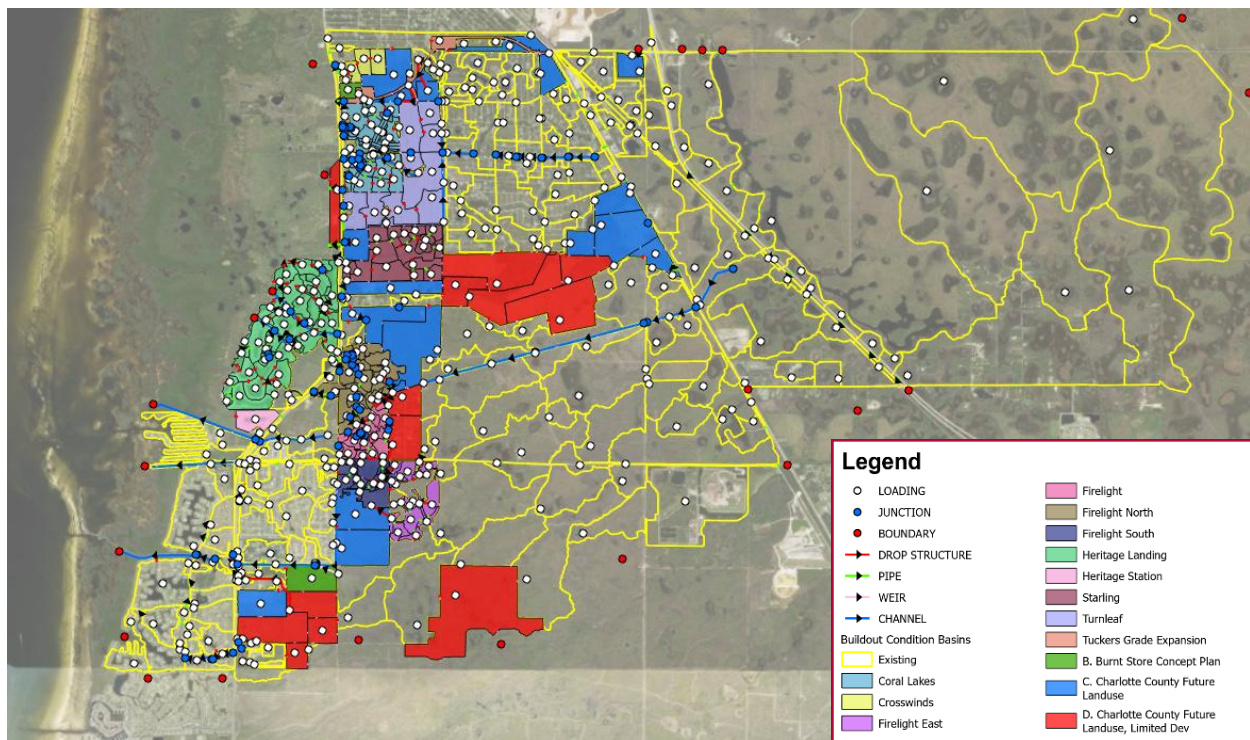 Legend
LOADING
JUNCTION
BOUNDARY
DROP STRUCTURE
PIPE
WEIR
CHANNEL
Buildout Condition Basins
Existing
Coral Lakes
Crosswinds
Firelight East
Firelight
Firelight North
Firelight South
Heritage Landing
Heritage Station
Starling
Turnleaf
Tuckers Grade Expansion
B. Burnt Store Concept Plan
C. Charlotte County Future
Landuse
D. Charlotte County Future
Landuse, Limited Dev